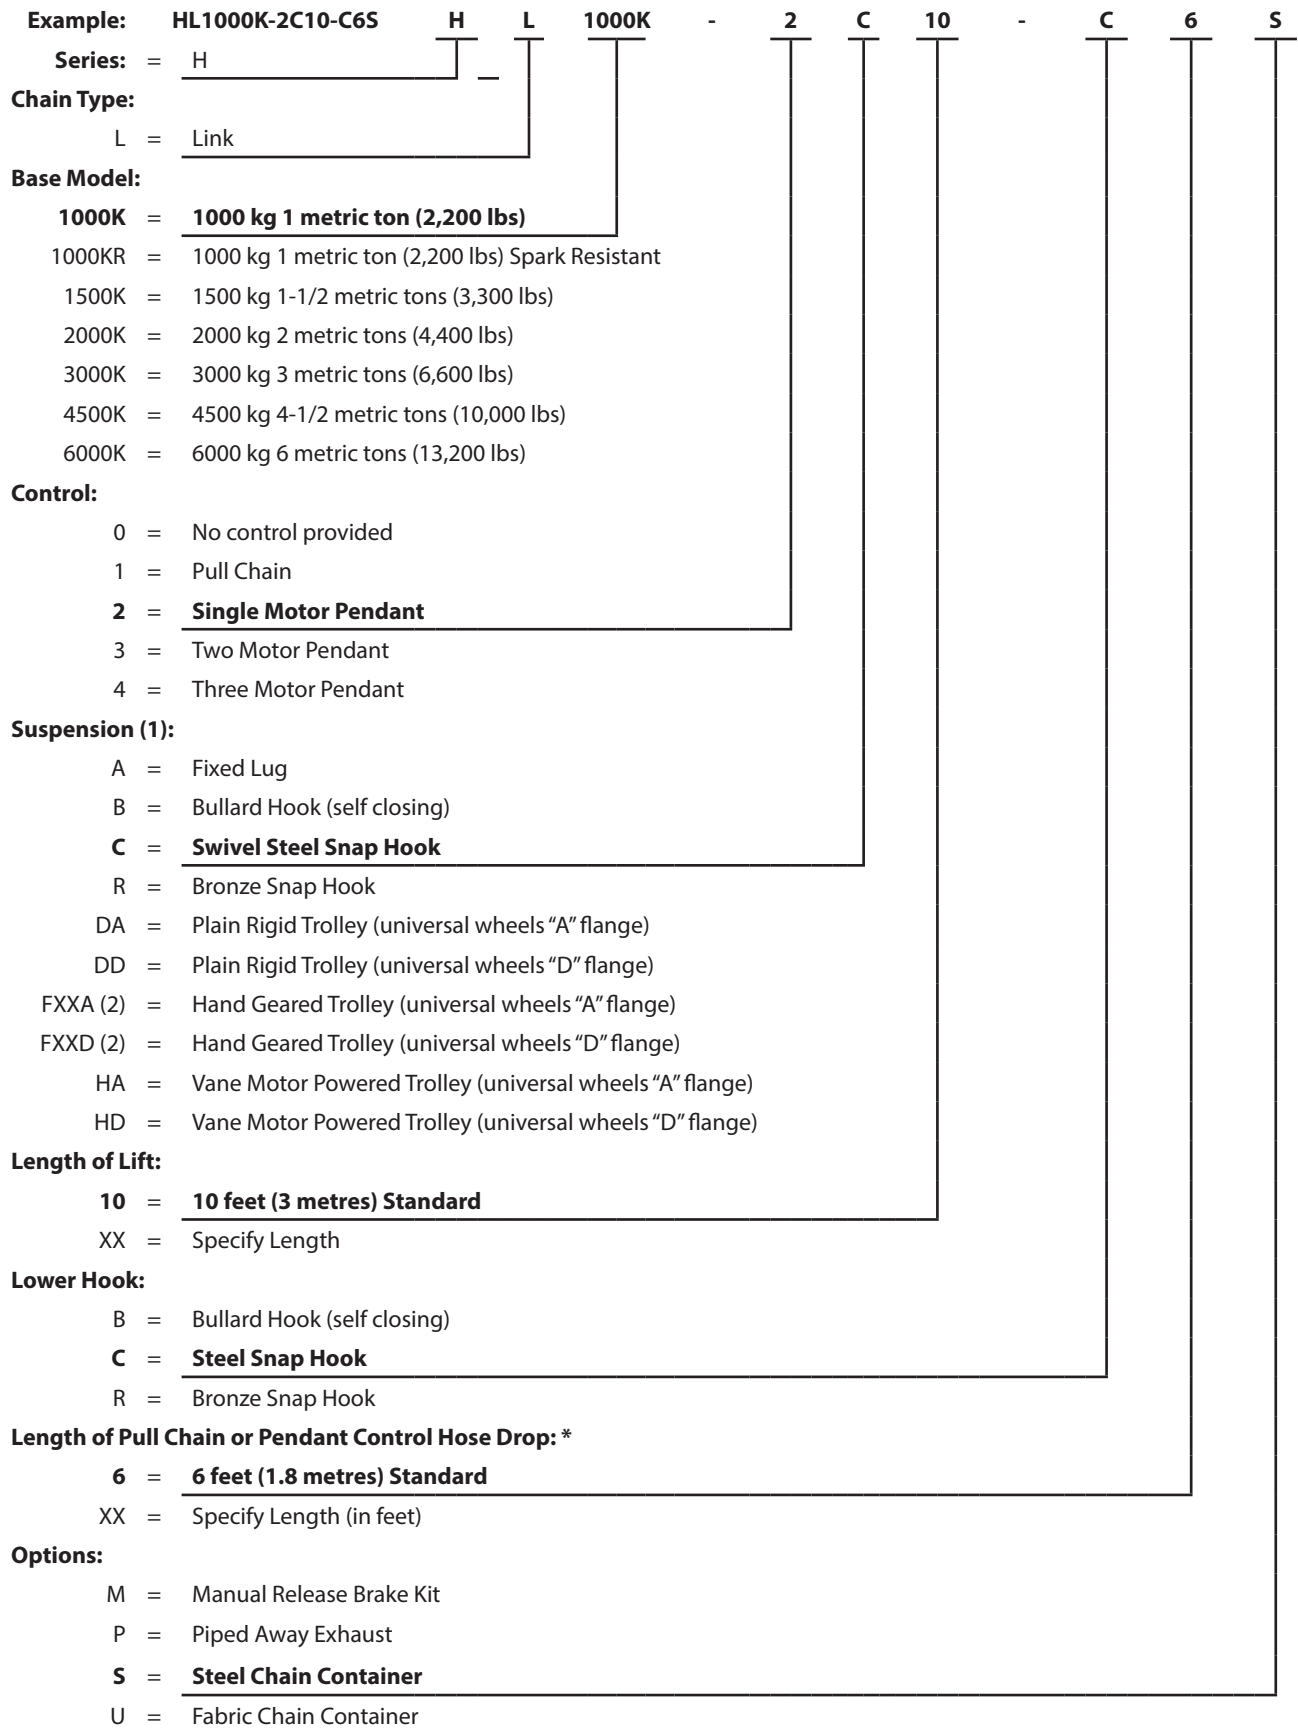 Example: HL1000K-2C10-C6S H L 1000K - 2 C 10 - C 6 S
Series: = H
Chain Type:
L = Link
Base Model:
1000K = 1000 kg 1 metric ton (2,200 lbs)
1000KR = 1000 kg 1 metric ton (2,200 lbs) Spark Resistant
1500K = 1500 kg 1-1/2 metric tons (3,300 lbs)
2000K = 2000 kg 2 metric tons (4,400 lbs)
3000K = 3000 kg 3 metric tons (6,600 lbs)
4500K = 4500 kg 4-1/2 metric tons (10,000 lbs)
6000K = 6000 kg 6 metric tons (13,200 lbs)
Control:
0 = No control provided
1 = Pull Chain
2 = Single Motor Pendant
3 = Two Motor Pendant
4 = Three Motor Pendant
Suspension (1):
A = Fixed Lug
B = Bullard Hook (self closing)
C = Swivel Steel Snap Hook
R = Bronze Snap Hook
DA = Plain Rigid Trolley (universal wheels “A” flange)
DD = Plain Rigid Trolley (universal wheels “D” flange)
FXXA (2) = Hand Geared Trolley (universal wheels “A” flange)
FXXD (2) = Hand Geared Trolley (universal wheels “D” flange)
HA = Vane Motor Powered Trolley (universal wheels “A” flange)
HD = Vane Motor Powered Trolley (universal wheels “D” flange)
Length of Lift:
10 = 10 feet (3 metres) Standard
XX = Specify Length
Lower Hook:
B = Bullard Hook (self closing)
C = Steel Snap Hook
R = Bronze Snap Hook
Length of Pull Chain or Pendant Control Hose Drop: *
6 = 6 feet (1.8 metres) Standard
XX = Specify Length (in feet)
Options:
M = Manual Release Brake Kit
P = Piped Away Exhaust
S = Steel Chain Container
U = Fabric Chain Container